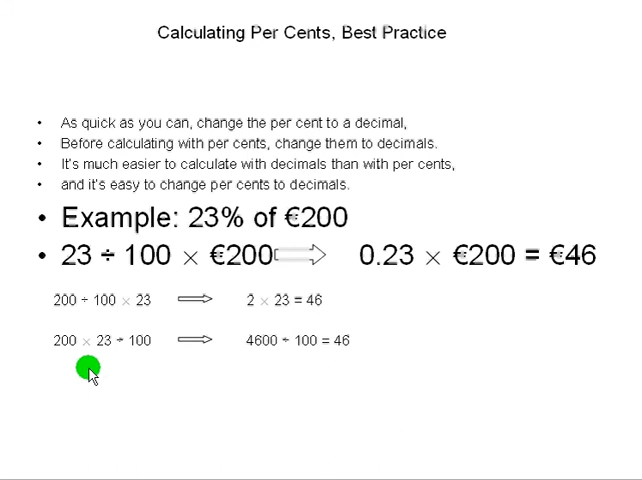 Calculating Per Cents, Best Practice
• As quick as you can, change the per cent to a decimal,
• Before calculating with per cents, change them to decimals.
• It's much easier to calculate with decimals than with per cents,
• and it's easy to change per cents to decimals.
• Example: 23% of €200
• 23 ÷ 100 × €200 ⇨ 0.23 × €200 = €46
200 ÷ 100 × 23 ⇨ 2 × 23 = 46
200 × 23 ÷ 100 ⇨ 4600 ÷ 100 = 46